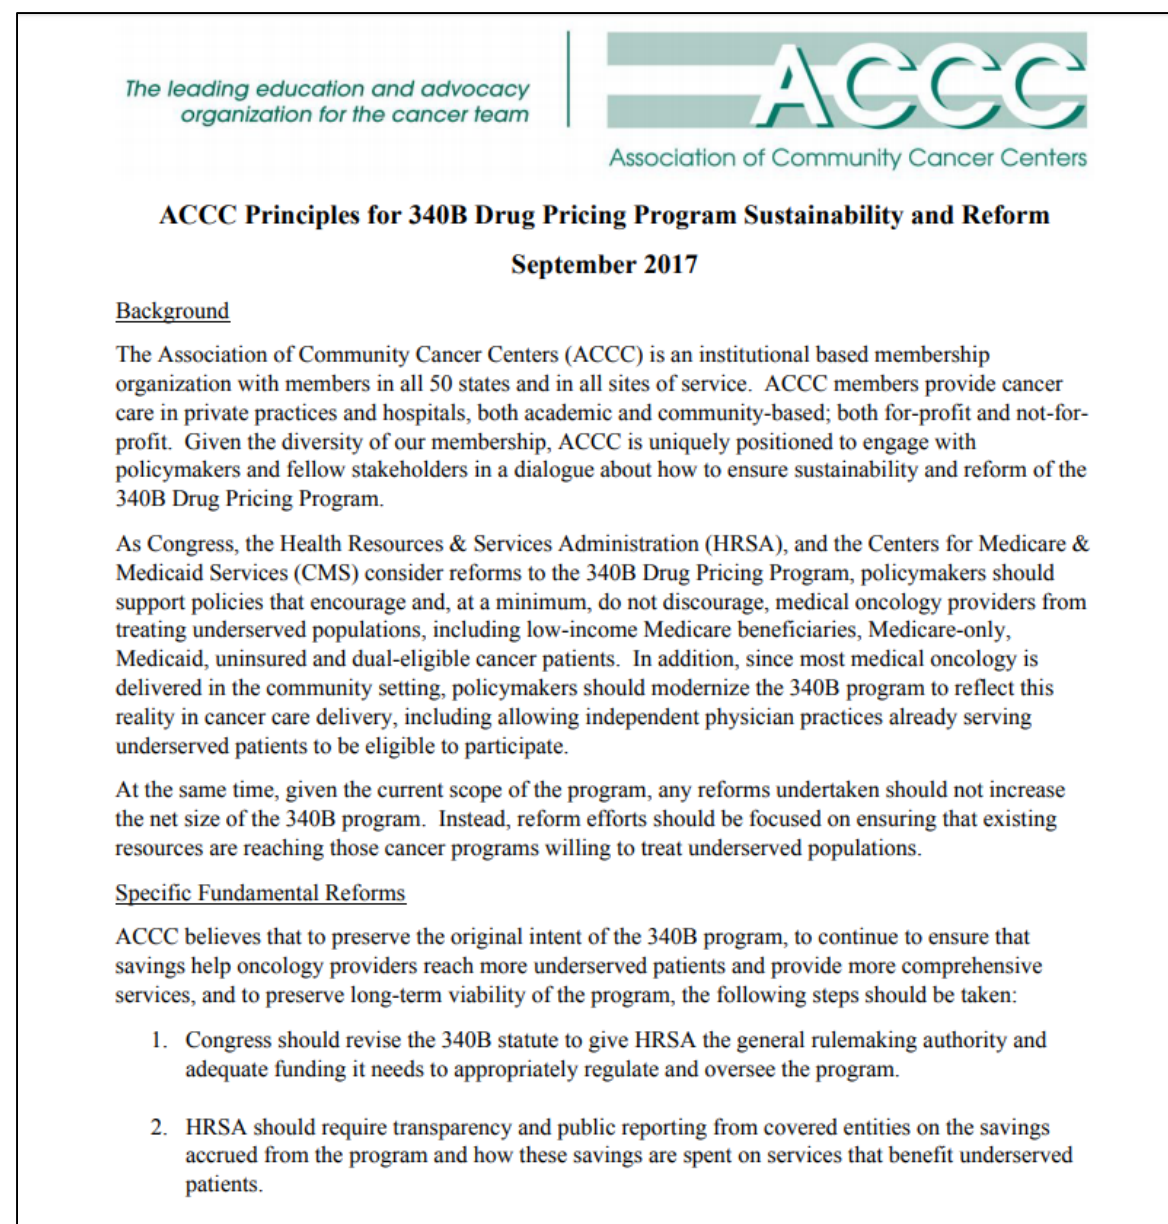 The leading education and advocacy
organization for the cancer team
ACCC
Association of Community Cancer Centers
ACCC Principles for 340B Drug Pricing Program Sustainability and Reform
September 2017
Background
The Association of Community Cancer Centers (ACCC) is an institutional based membership
organization with members in all 50 states and in all sites of service.  ACCC members provide cancer
care in private practices and hospitals, both academic and community-based; both for-profit and not-for-
profit.  Given the diversity of our membership, ACCC is uniquely positioned to engage with
policymakers and fellow stakeholders in a dialogue about how to ensure sustainability and reform of the
340B Drug Pricing Program.
As Congress, the Health Resources & Services Administration (HRSA), and the Centers for Medicare &
Medicaid Services (CMS) consider reforms to the 340B Drug Pricing Program, policymakers should
support policies that encourage and, at a minimum, do not discourage, medical oncology providers from
treating underserved populations, including low-income Medicare beneficiaries, Medicare-only,
Medicaid, uninsured and dual-eligible cancer patients.  In addition, since most medical oncology is
delivered in the community setting, policymakers should modernize the 340B program to reflect this
reality in cancer care delivery, including allowing independent physician practices already serving
underserved patients to be eligible to participate.
At the same time, given the current scope of the program, any reforms undertaken should not increase
the net size of the 340B program.  Instead, reform efforts should be focused on ensuring that existing
resources are reaching those cancer programs willing to treat underserved populations.
Specific Fundamental Reforms
ACCC believes that to preserve the original intent of the 340B program, to continue to ensure that
savings help oncology providers reach more underserved patients and provide more comprehensive
services, and to preserve long-term viability of the program, the following steps should be taken:
1. Congress should revise the 340B statute to give HRSA the general rulemaking authority and
adequate funding it needs to appropriately regulate and oversee the program.
2. HRSA should require transparency and public reporting from covered entities on the savings
accrued from the program and how these savings are spent on services that benefit underserved
patients.